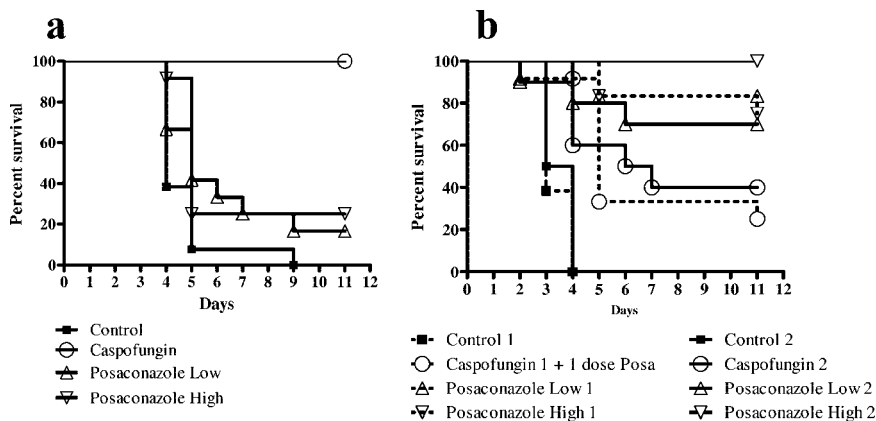 a
b
Percent survival
100
80
60
40
20
0
0 1 2 3 4 5 6 7 8 9 10 11 12
Days
Control
Caspofungin
Posaconazole Low
Posaconazole High
Percent survival
100
80
60
40
20
0
0 1 2 3 4 5 6 7 8 9 10 11 12
Days
Control 1
Caspofungin 1 + 1 dose Posa
Posaconazole Low 1
Posaconazole High 1
Control 2
Caspofungin 2
Posaconazole Low 2
Posaconazole High 2